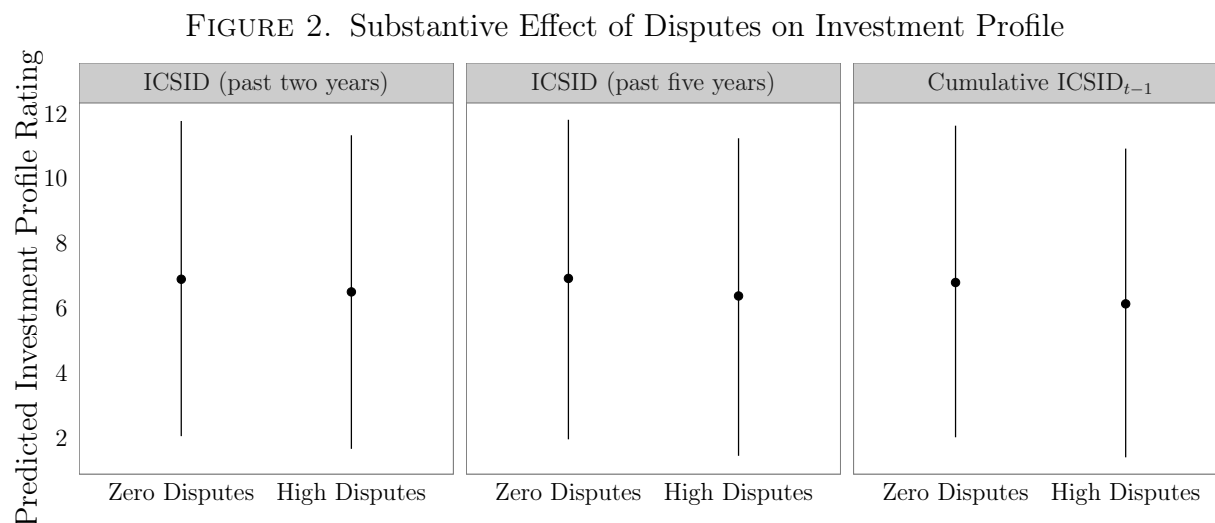 FIGURE 2. Substantive Effect of Disputes on Investment Profile
ICSID (past two years)
ICSID (past five years)
Cumulative ICSIDₜ₋₁
Predicted Investment Profile Rating
12
10
8
6
4
2
Zero Disputes
High Disputes
Zero Disputes
High Disputes
Zero Disputes
High Disputes